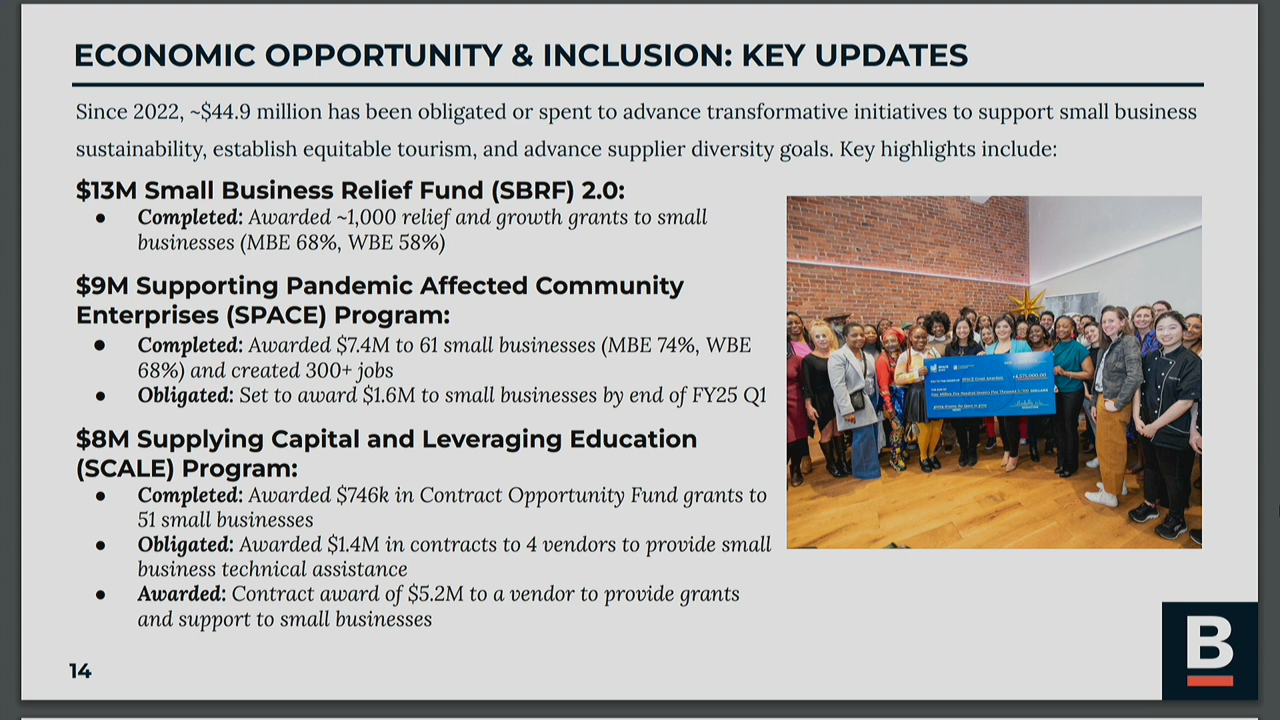 ECONOMIC OPPORTUNITY & INCLUSION: KEY UPDATES
Since 2022, ~$44.9 million has been obligated or spent to advance transformative initiatives to support small business
sustainability, establish equitable tourism, and advance supplier diversity goals. Key highlights include:
$13M Small Business Relief Fund (SBRF) 2.0:
● Completed: Awarded ~1,000 relief and growth grants to small
businesses (MBE 68%, WBE 58%)
$9M Supporting Pandemic Affected Community
Enterprises (SPACE) Program:
● Completed: Awarded $7.4M to 61 small businesses (MBE 74%, WBE
68%) and created 300+ jobs
● Obligated: Set to award $1.6M to small businesses by end of FY25 Q1
$8M Supplying Capital and Leveraging Education
(SCALE) Program:
● Completed: Awarded $746k in Contract Opportunity Fund grants to
51 small businesses
● Obligated: Awarded $1.4M in contracts to 4 vendors to provide small
business technical assistance
● Awarded: Contract award of $5.2M to a vendor to provide grants
and support to small businesses
14
B